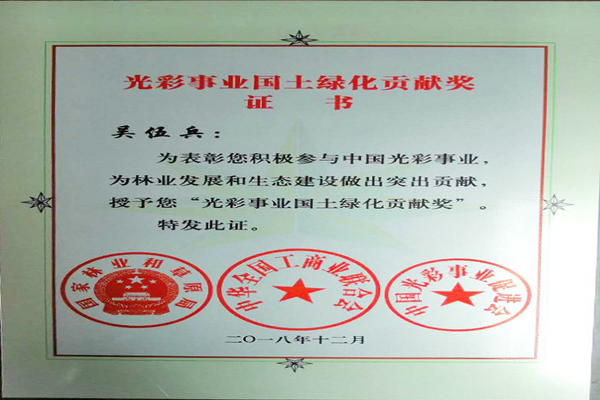 光彩事业国土绿化贡献奖
证 书
吴伍兵：
为表彰您积极参与中国光彩事业，
为林业发展和生态建设做出突出贡献，
授予您“光彩事业国土绿化贡献奖”。
特发此证。
国家林业和草原局
中华全国工商业联合会
中国光彩事业促进会
二〇一八年十二月